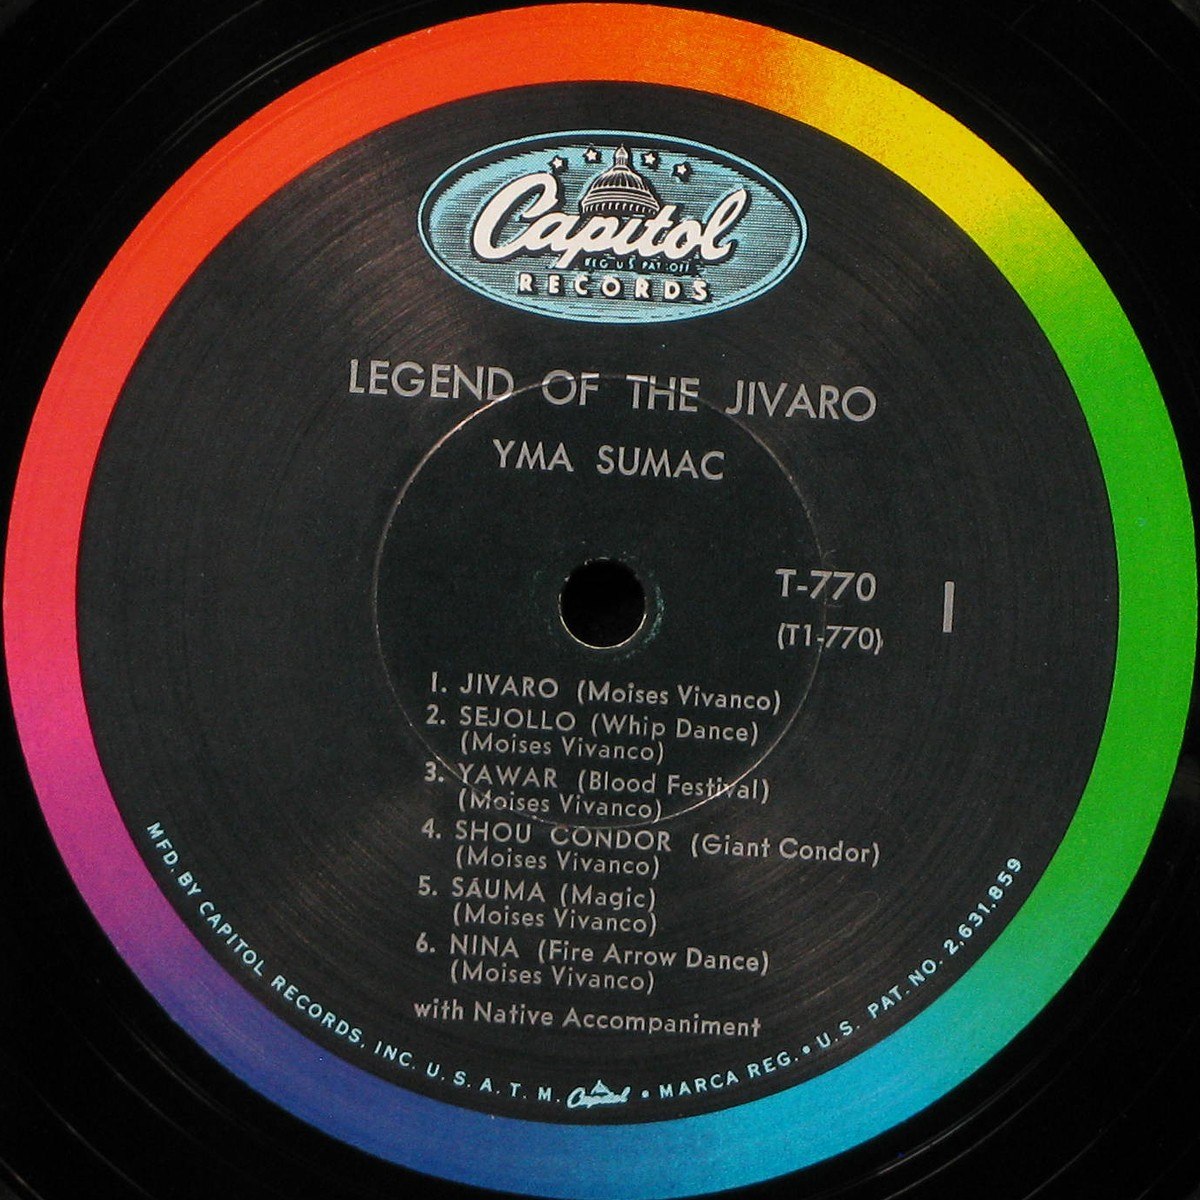 Capitol
REG. U.S. PAT. OFF.
RECORDS
LEGEND OF THE JIVARO
YMA SUMAC
T-770
(T1-770)
1
1. JIVARO (Moises Vivanco)
2. SEJOLLO (Whip Dance)
(Moises Vivanco)
3. YAWAR (Blood Festival)
(Moises Vivanco)
4. SHOU CONDOR (Giant Condor)
(Moises Vivanco)
5. SAUMA (Magic)
(Moises Vivanco)
6. NINA (Fire Arrow Dance)
(Moises Vivanco)
with Native Accompaniment
MFD. BY CAPITOL RECORDS, INC. U.S.A. T.M. Capitol • MARCA REG. • U.S. PAT. NO. 2,631,859